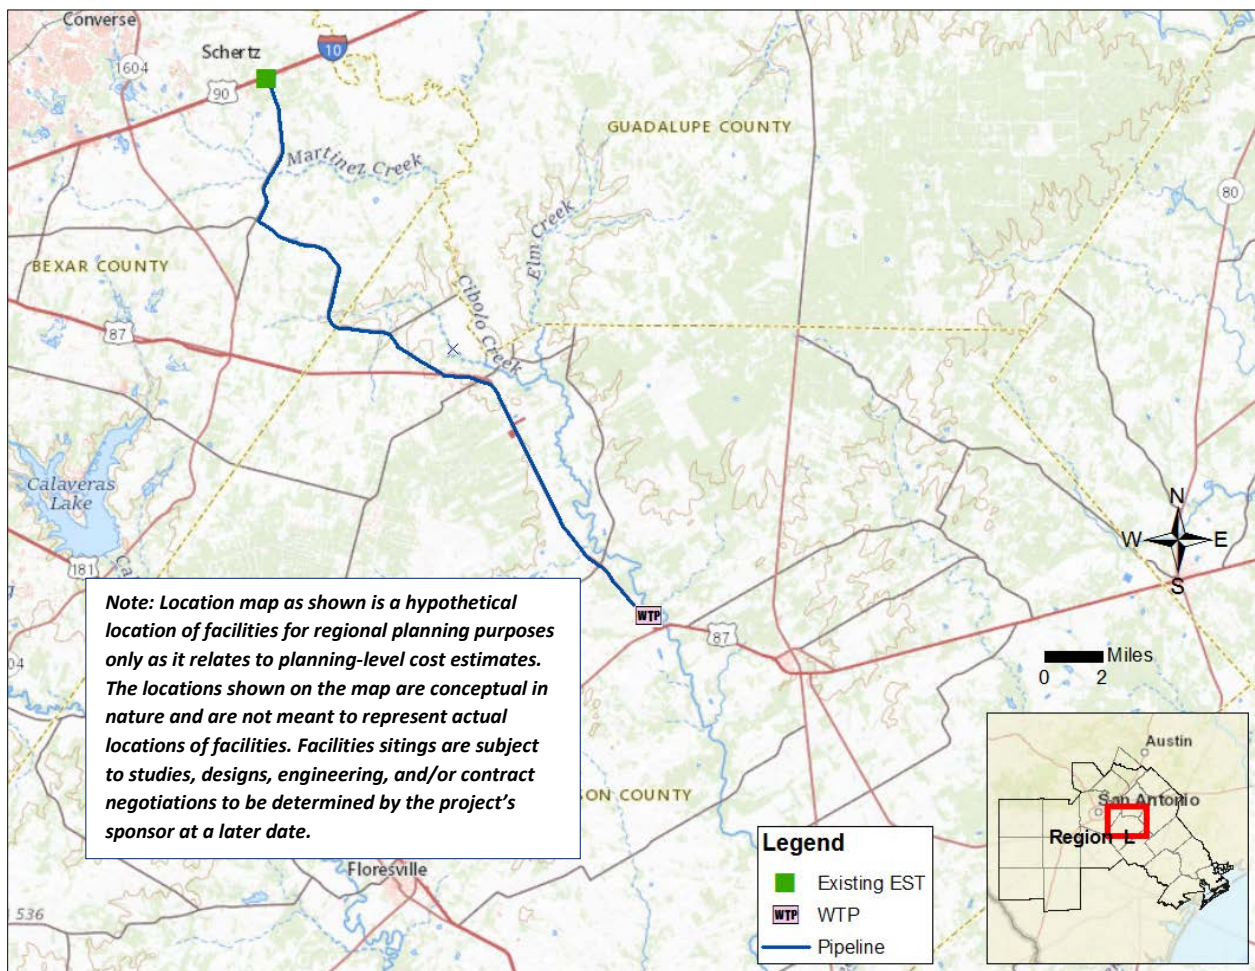 Converse
Schertz
10
1604
90
GUADALUPE COUNTY
Martinez Creek
80
Elm Creek
BEXAR COUNTY
Cibolo Creek
87
Calaveras
Lake
N
W E
S
181
Ca
WTP
87
Miles
0 2
Note: Location map as shown is a hypothetical
location of facilities for regional planning purposes
only as it relates to planning-level cost estimates.
The locations shown on the map are conceptual in
nature and are not meant to represent actual
locations of facilities. Facilities sitings are subject
to studies, designs, engineering, and/or contract
negotiations to be determined by the project's
sponsor at a later date.
04
SON COUNTY
Floresville
536
Legend
Existing EST
WTP WTP
Pipeline
Austin
San Antonio
Region L